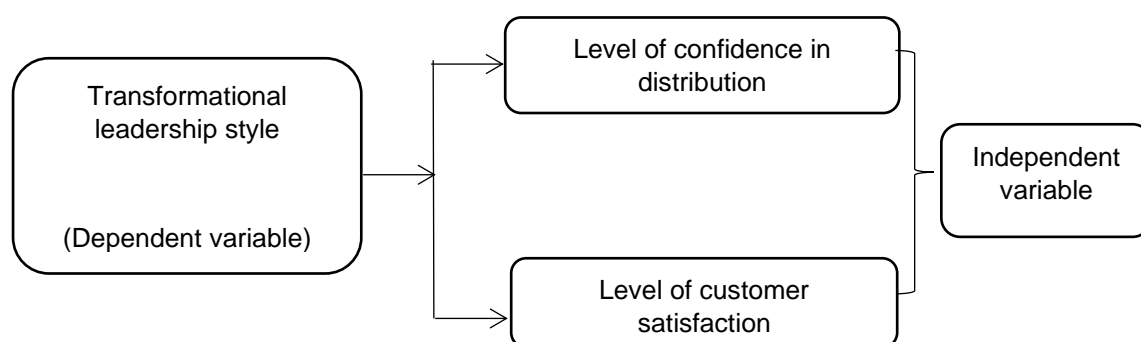 Transformational
leadership style
(Dependent variable)
Level of confidence in
distribution
Level of customer
satisfaction
Independent
variable